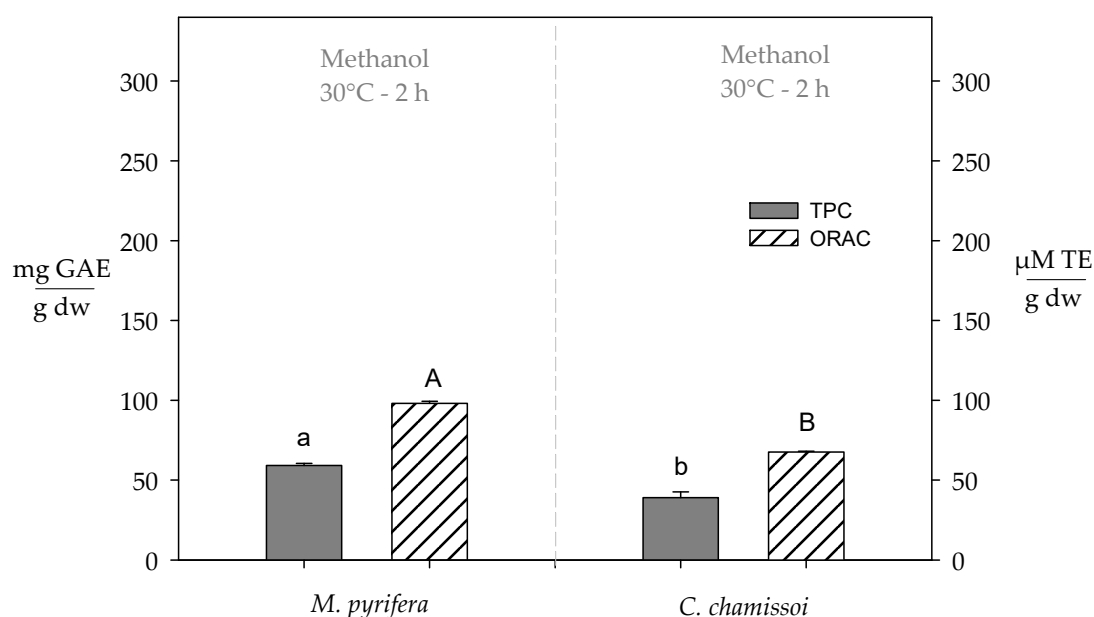 Methanol
30°C - 2 h
Methanol
30°C - 2 h
300
250
200
150
100
50
0
mg GAE
g dw
300
250
200
150
100
50
0
µM TE
g dw
TPC
ORAC
a
A
b
B
M. pyrifera
C. chamissoi